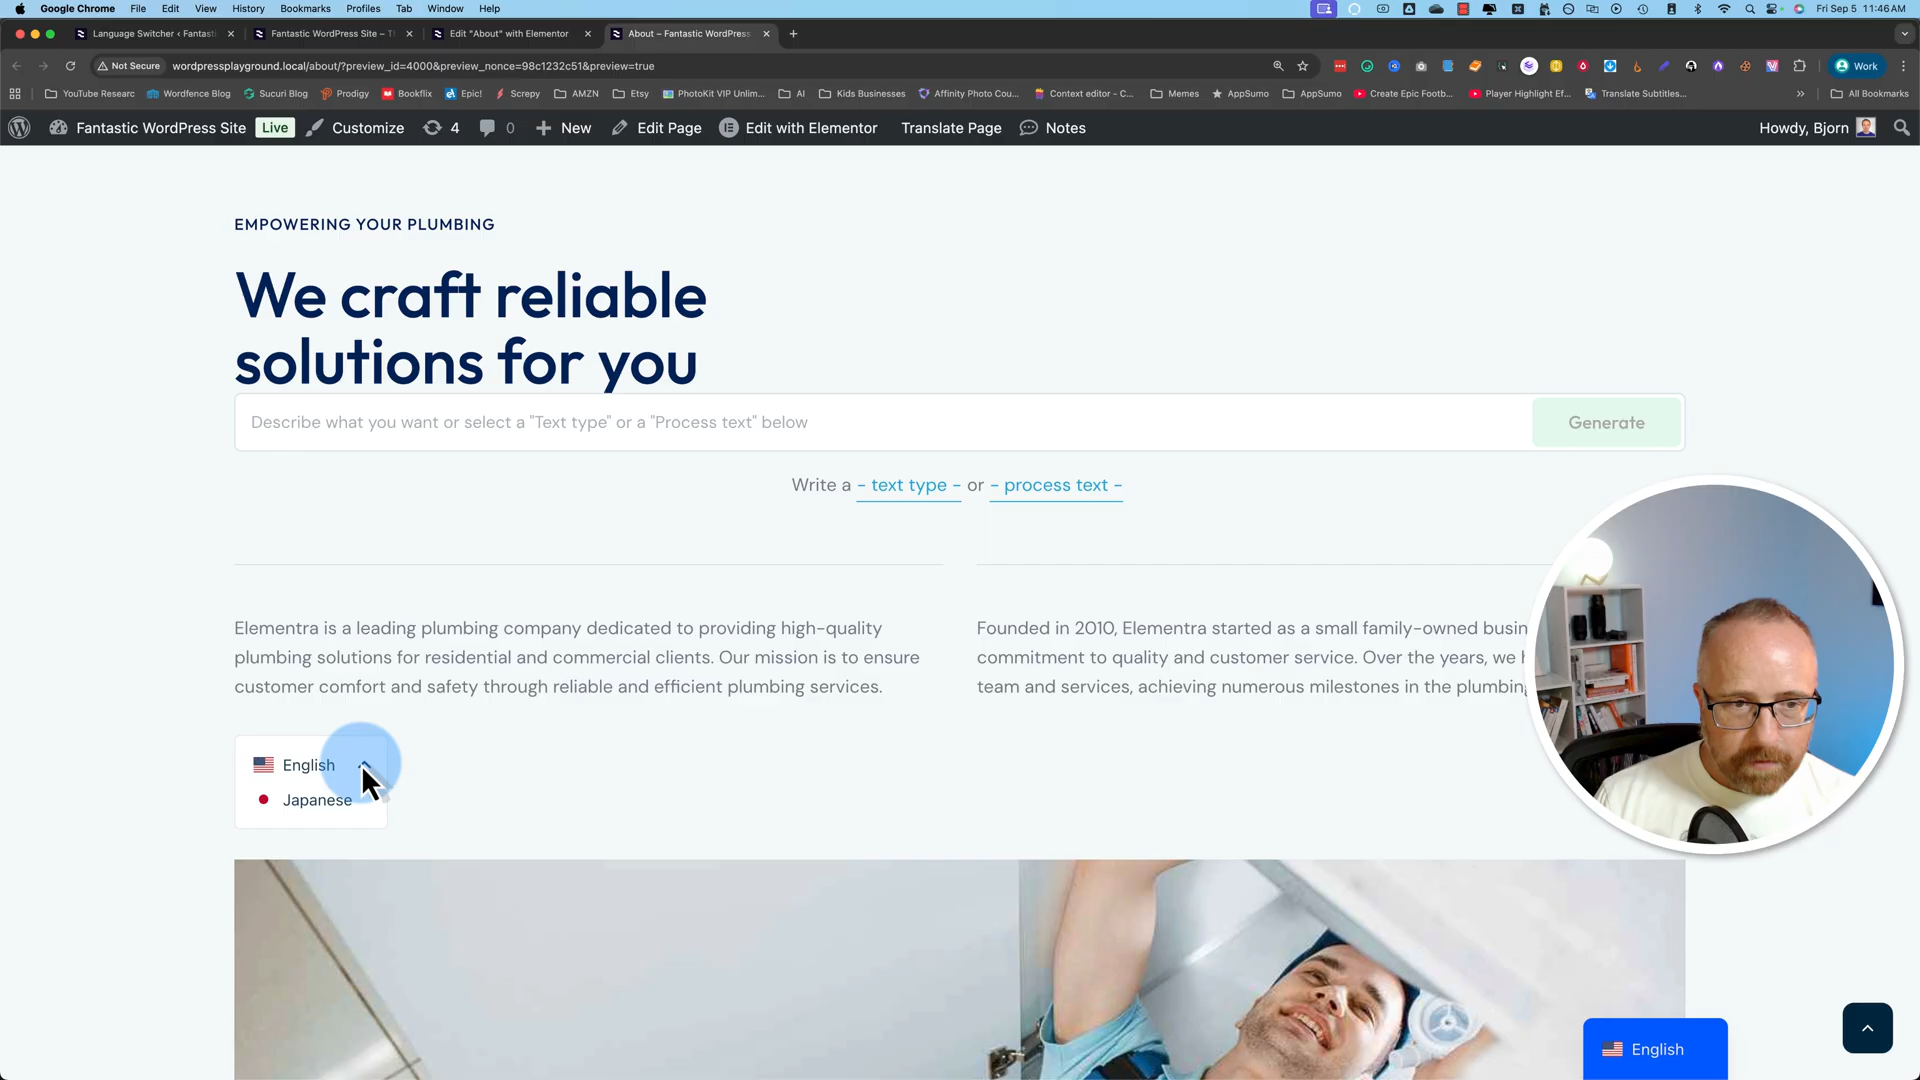 Google Chrome File Edit View History Bookmarks Profiles Tab Window Help Fri Sep 5 11:46 AM
Language Switcher ‹ Fantasti
Fantastic WordPress Site – T
Edit "About" with Elementor
About – Fantastic WordPress
Not Secure wordpressplayground.local/about/?preview_id=4000&preview_nonce=98c1232c51&preview=true Work
YouTube Researc Wordfence Blog Sucuri Blog Prodigy Bookflix Epic! Screpy AMZN Etsy PhotoKit VIP Unlim... AI Kids Businesses Affinity Photo Cou... Context editor – C... Memes AppSumo AppSumo Create Epic Footb... Player Highlight Ef... Translate Subtitles... » All Bookmarks
Fantastic WordPress Site Live Customize 4 0 New Edit Page Edit with Elementor Translate Page Notes Howdy, Bjorn
EMPOWERING YOUR PLUMBING
We craft reliable
solutions for you
Describe what you want or select a "Text type" or a "Process text" below Generate
Write a - text type - or - process text -
Elementra is a leading plumbing company dedicated to providing high-quality
plumbing solutions for residential and commercial clients. Our mission is to ensure
customer comfort and safety through reliable and efficient plumbing services.
Founded in 2010, Elementra started as a small family-owned busin
commitment to quality and customer service. Over the years, we
team and services, achieving numerous milestones in the plumbing
English
Japanese
English